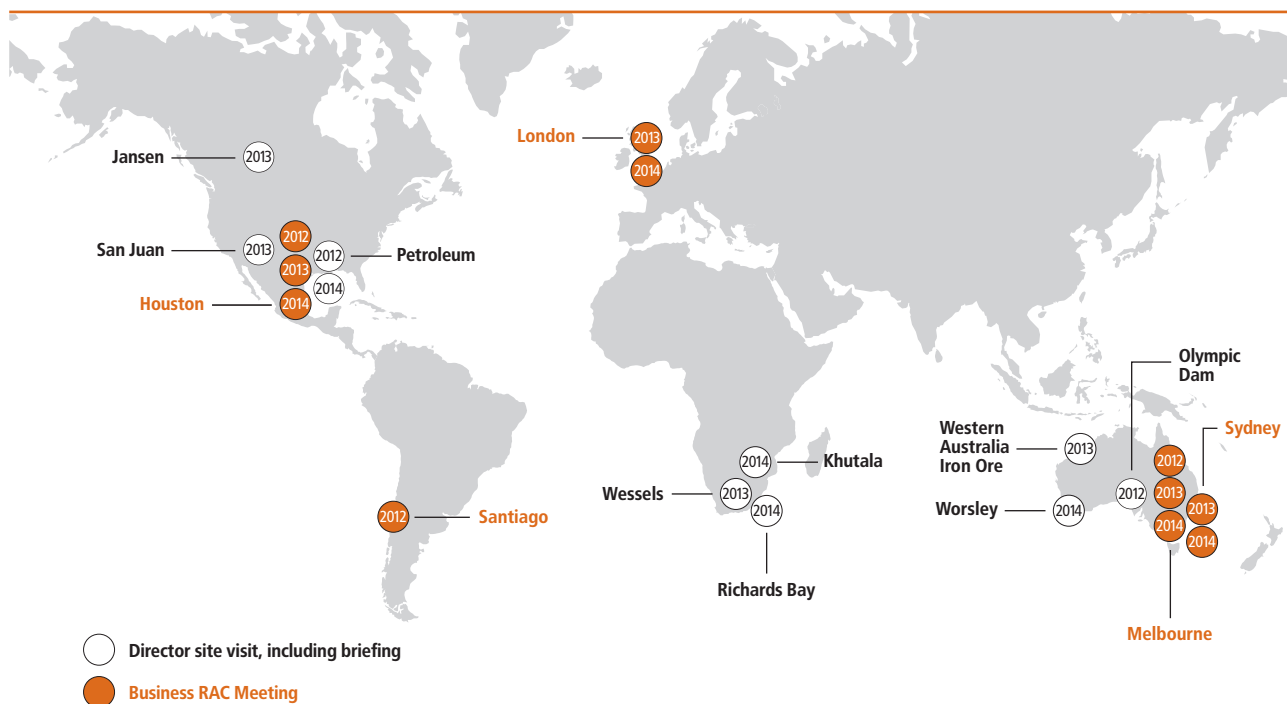 London
2013
2014
Jansen
2013
San Juan
2013
2012
2013
Houston
2014
2012
Petroleum
2014
Olympic
Dam
Western
Australia
Iron Ore
2013
Sydney
2012
2014
Khutala
Wessels
2013
2014
Richards Bay
2012
Santiago
Worsley
2014
2012
2013
2014
2013
2014
Melbourne
Director site visit, including briefing
Business RAC Meeting